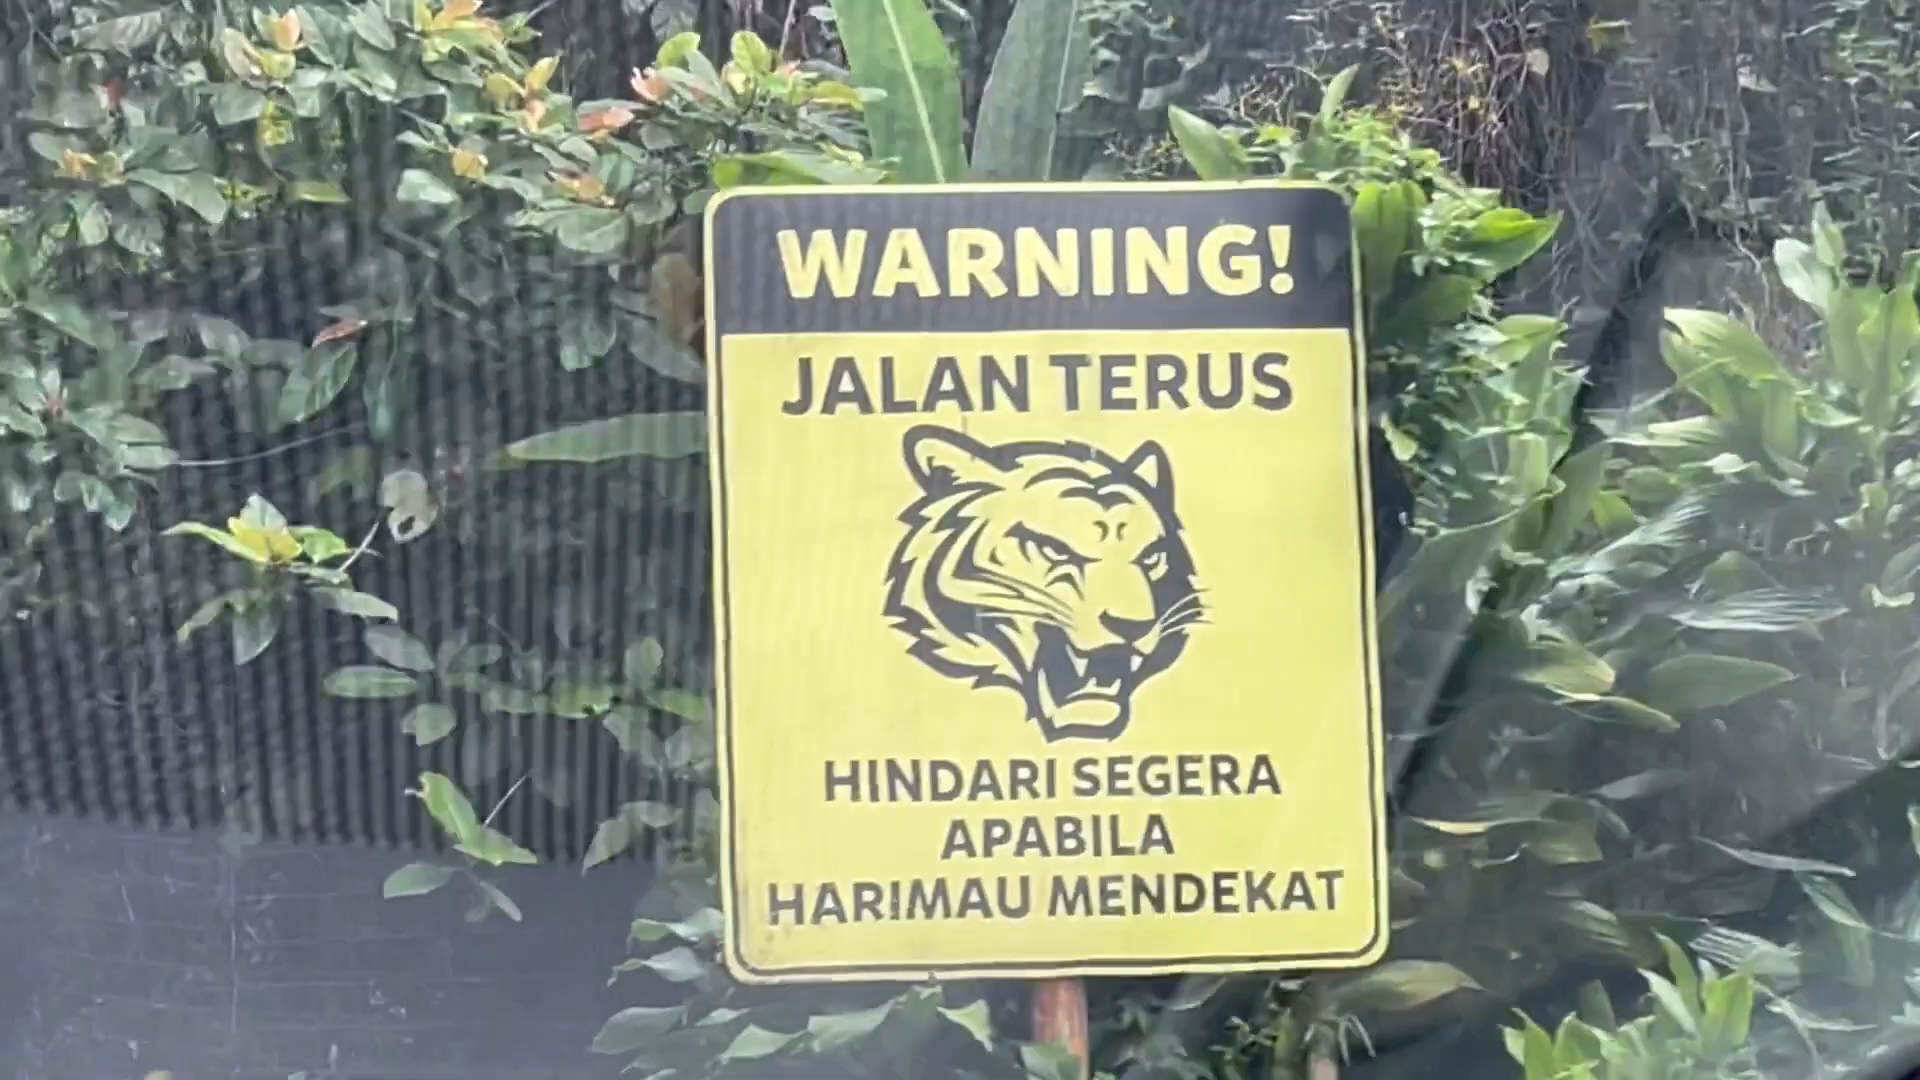 WARNING!
JALAN TERUS
HINDARI SEGERA
APABILA
HARIMAU MENDEKAT